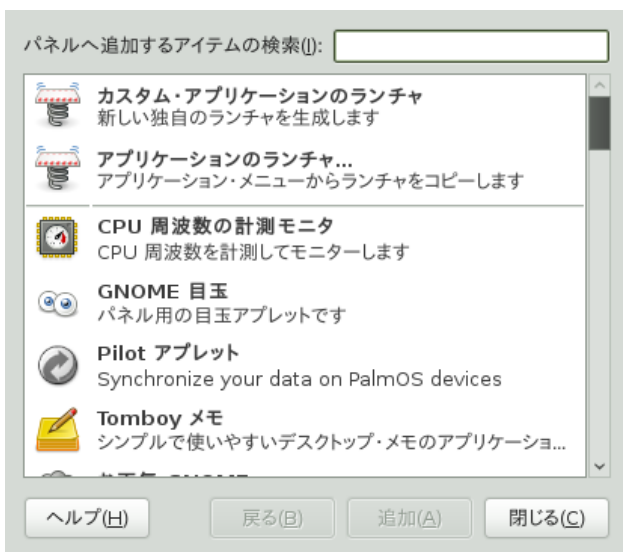 パネルへ追加するアイテムの検索(I):
カスタム・アプリケーションのランチャ
新しい独自のランチャを生成します
アプリケーションのランチャ...
アプリケーション・メニューからランチャをコピーします
CPU 周波数の計測モニタ
CPU 周波数を計測してモニターします
GNOME 目玉
パネル用の目玉アプレットです
Pilot アプレット
Synchronize your data on PalmOS devices
Tomboy メモ
シンプルで使いやすいデスクトップ・メモのアプリケーショ...
ヘルプ(H)
戻る(B)
追加(A)
閉じる(C)